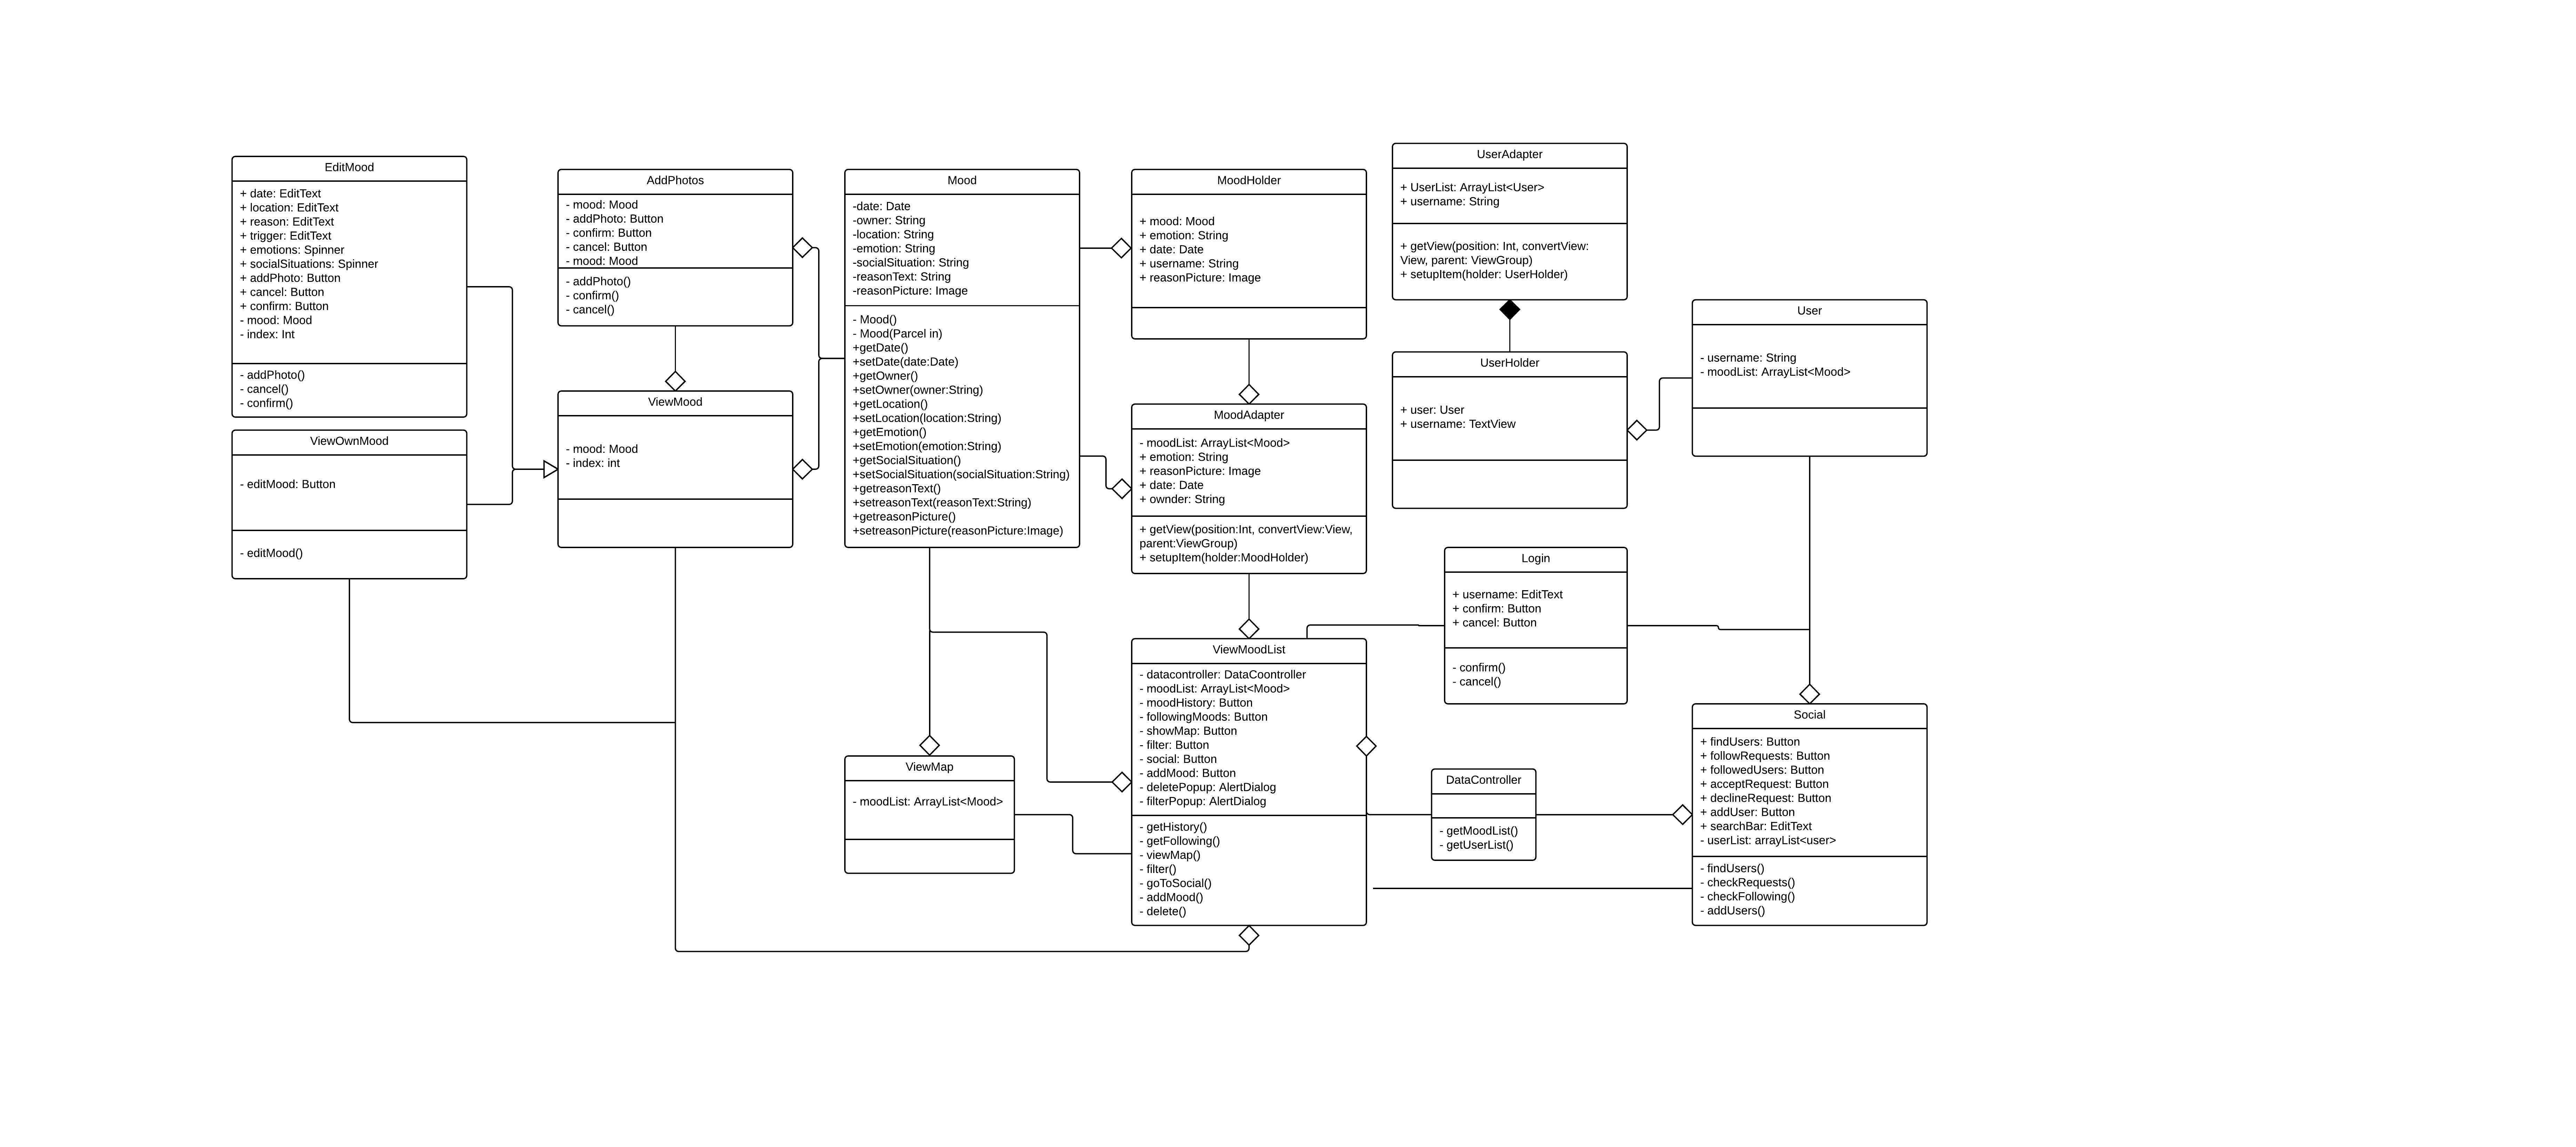 EditMood
+ date: EditText
+ location: EditText
+ reason: EditText
+ trigger: EditText
+ emotions: Spinner
+ socialSituations: Spinner
+ addPhoto: Button
+ cancel: Button
+ confirm: Button
- mood: Mood
- index: Int
- addPhoto()
- cancel()
- confirm()
ViewOwnMood
- editMood: Button
- editMood()
AddPhotos
- mood: Mood
- addPhoto: Button
- confirm: Button
- cancel: Button
- mood: Mood
- addPhoto()
- confirm()
- cancel()
ViewMood
- mood: Mood
- index: int
Mood
-date: Date
-owner: String
-location: String
-emotion: String
-socialSituation: String
-reasonText: String
-reasonPicture: Image
- Mood()
- Mood(Parcel in)
+getDate()
+setDate(date:Date)
+getOwner()
+setOwner(owner:String)
+getLocation()
+setLocation(location:String)
+getEmotion()
+setEmotion(emotion:String)
+getSocialSituation()
+setSocialSituation(socialSituation:String)
+getreasonText()
+setreasonText(reasonText:String)
+getreasonPicture()
+setreasonPicture(reasonPicture:Image)
ViewMap
- moodList: ArrayList<Mood>
MoodHolder
+ mood: Mood
+ emotion: String
+ date: Date
+ username: String
+ reasonPicture: Image
MoodAdapter
- moodList: ArrayList<Mood>
+ emotion: String
+ reasonPicture: Image
+ date: Date
+ ownder: String
+ getView(position:Int, convertView:View,
parent:ViewGroup)
+ setupItem(holder:MoodHolder)
ViewMoodList
- datacontroller: DataCoontroller
- moodList: ArrayList<Mood>
- moodHistory: Button
- followingMoods: Button
- showMap: Button
- filter: Button
- social: Button
- addMood: Button
- deletePopup: AlertDialog
- filterPopup: AlertDialog
- getHistory()
- getFollowing()
- viewMap()
- filter()
- goToSocial()
- addMood()
- delete()
UserAdapter
+ UserList: ArrayList<User>
+ username: String
+ getView(position: Int, convertView:
View, parent: ViewGroup)
+ setupItem(holder: UserHolder)
UserHolder
+ user: User
+ username: TextView
Login
+ username: EditText
+ confirm: Button
+ cancel: Button
- confirm()
- cancel()
DataController
- getMoodList()
- getUserList()
User
- username: String
- moodList: ArrayList<Mood>
Social
+ findUsers: Button
+ followRequests: Button
+ followedUsers: Button
+ acceptRequest: Button
+ declineRequest: Button
+ addUser: Button
+ searchBar: EditText
- userList: arrayList<user>
- findUsers()
- checkRequests()
- checkFollowing()
- addUsers()